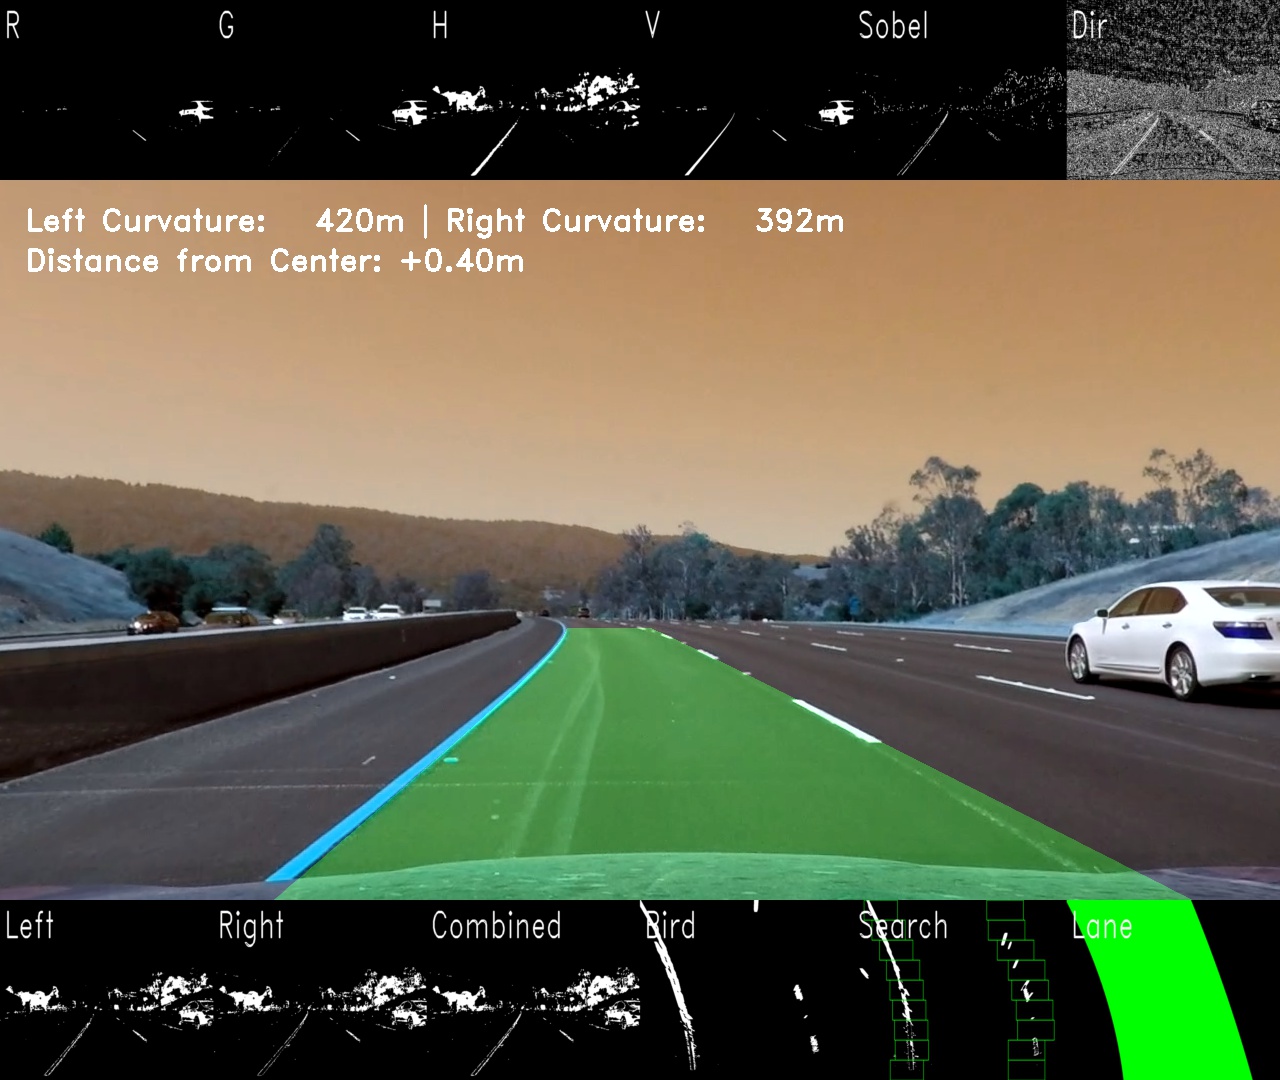 R G H V Sobel Dir
Left Curvature: 420m | Right Curvature: 392m
Distance from Center: +0.40m
Left Right Combined Bird Search Lane